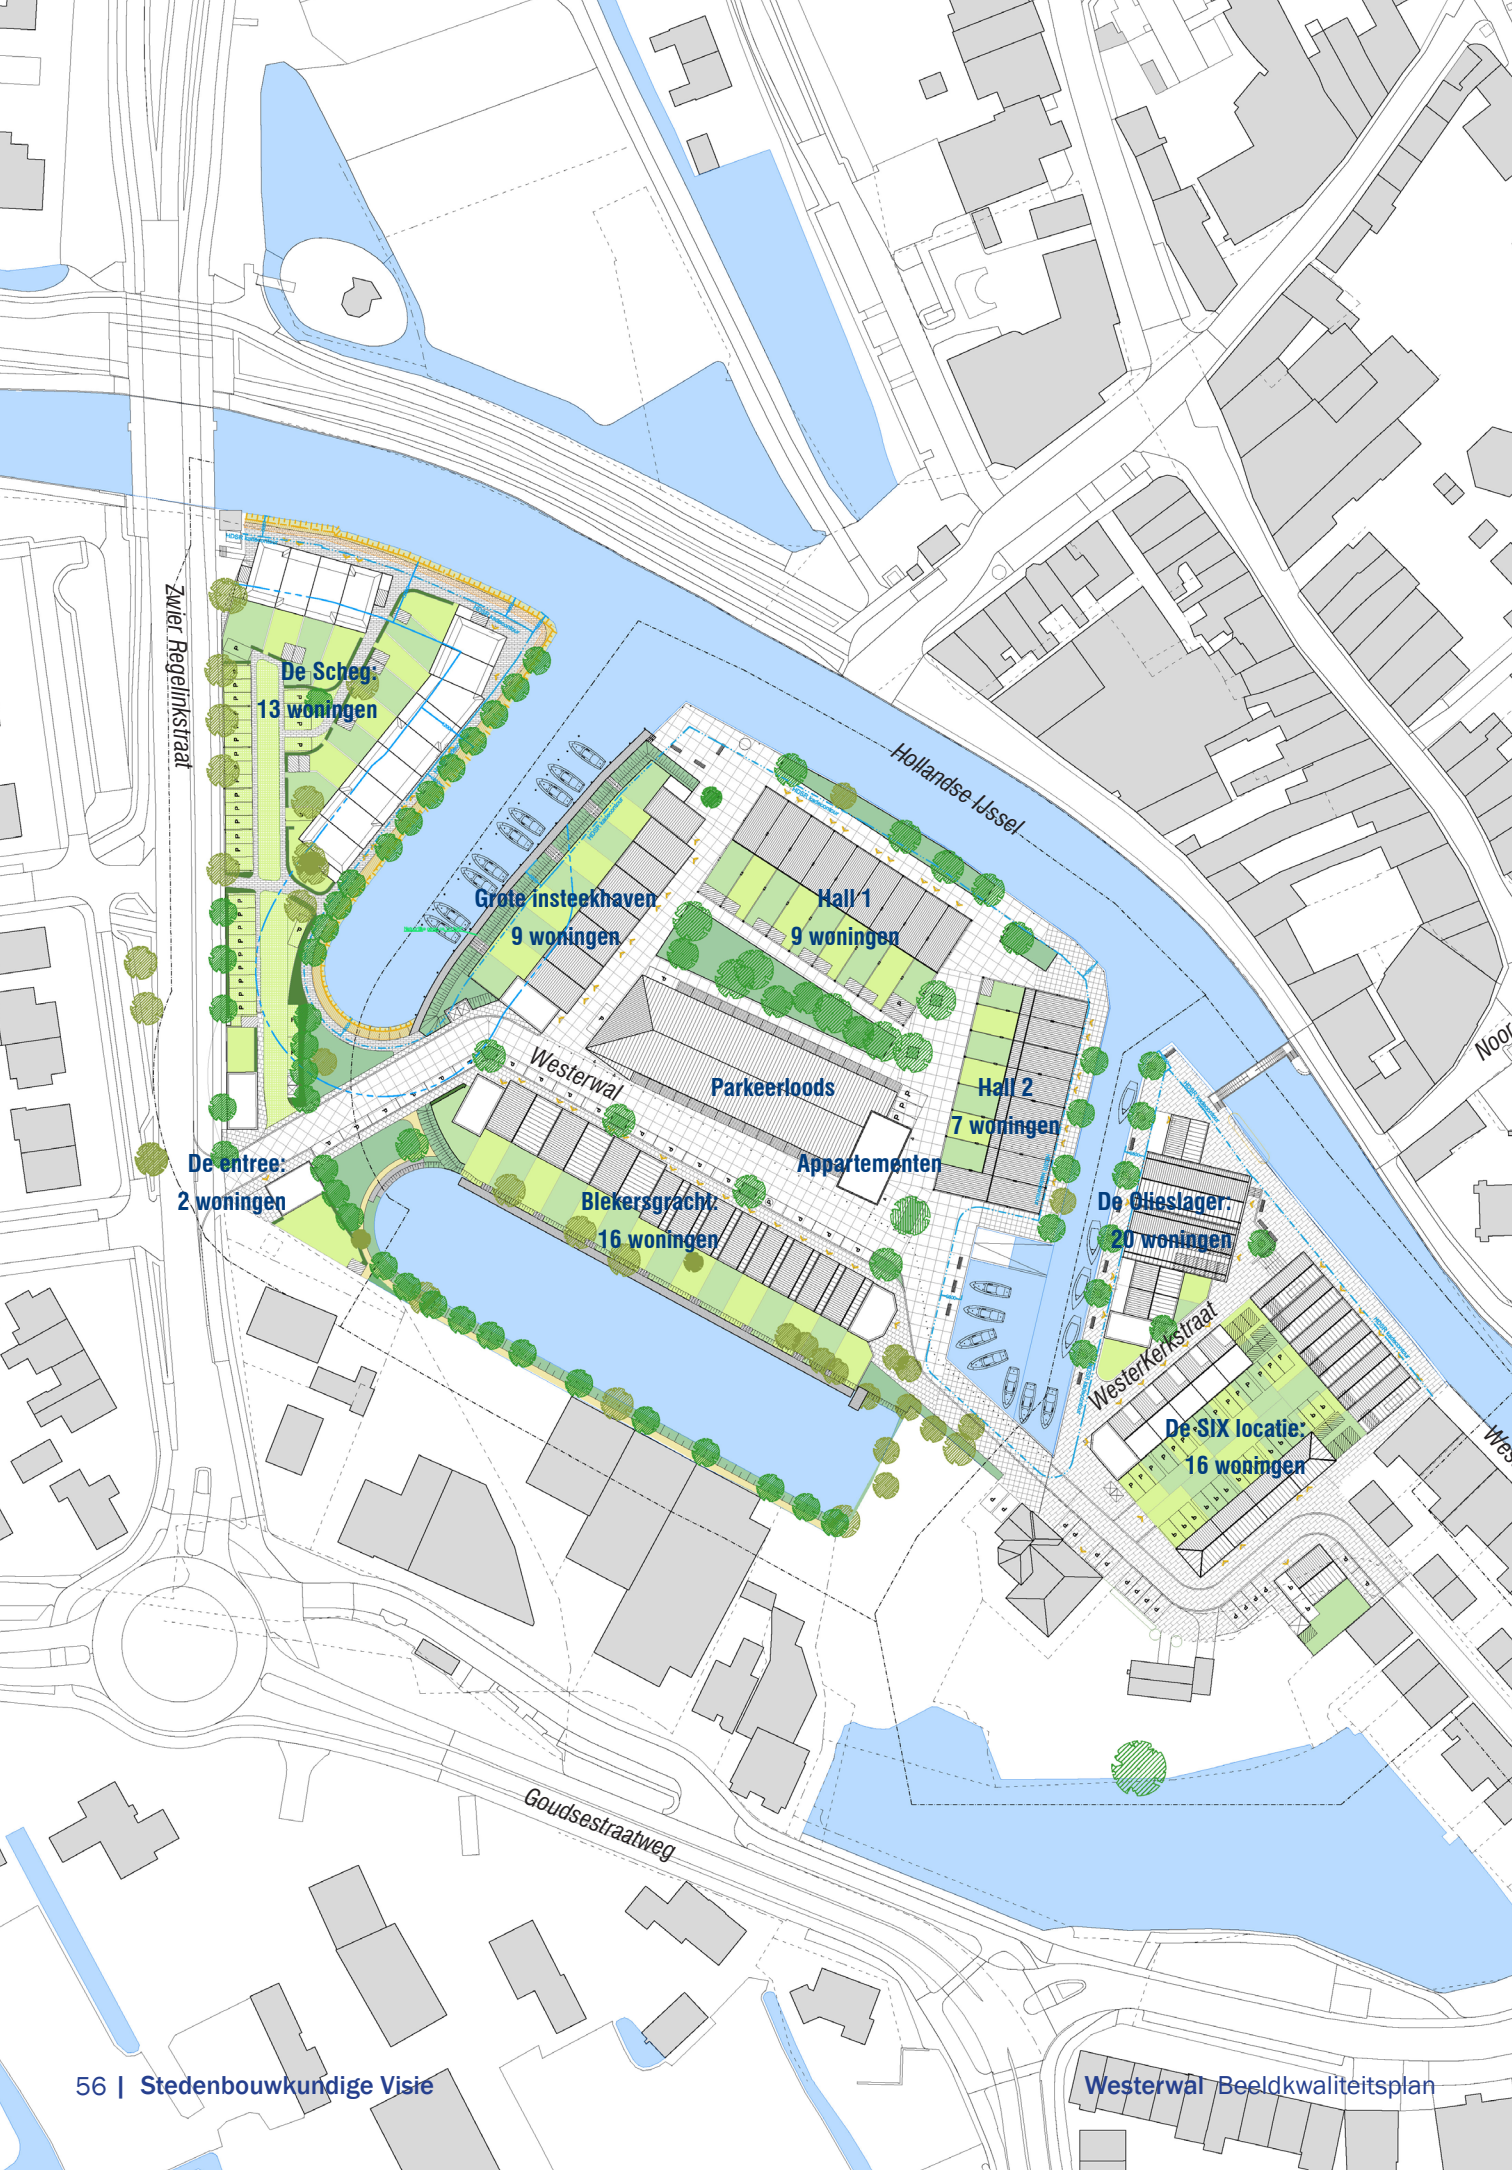 Zwier Regelinkstraat
De Scheg:
13 woningen
Hollandse IJssel
Grote insteekhaven
9 woningen
Hall 1
9 woningen
Westerwal
Parkeerloods
Hall 2
7 woningen
De entree:
2 woningen
Appartementen
Blekersgracht:
16 woningen
De Olieslager:
20 woningen
WesterKerkstraat
De SIX locatie:
16 woningen
Goudsestraatweg
56 | Stedenbouwkundige Visie
Westerwal Beeldkwaliteitsplan